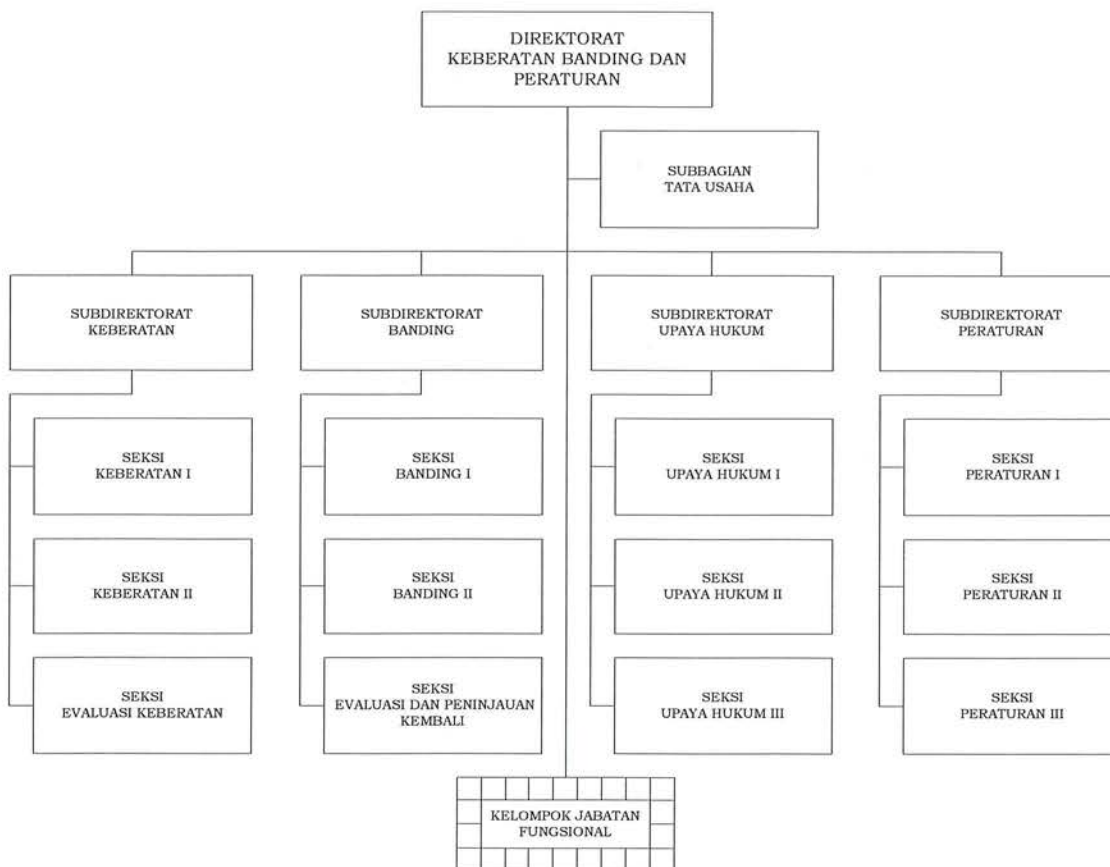 DIREKTORAT
KEBERATAN BANDING DAN
PERATURAN
SUBBAGIAN
TATA USAHA
SUBDIREKTORAT
KEBERATAN
SUBDIREKTORAT
BANDING
SUBDIREKTORAT
UPAYA HUKUM
SUBDIREKTORAT
PERATURAN
SEKSI
KEBERATAN I
SEKSI
BANDING I
SEKSI
UPAYA HUKUM I
SEKSI
PERATURAN I
SEKSI
KEBERATAN II
SEKSI
BANDING II
SEKSI
UPAYA HUKUM II
SEKSI
PERATURAN II
SEKSI
EVALUASI KEBERATAN
SEKSI
EVALUASI DAN PENINJAUAN
KEMBALI
SEKSI
UPAYA HUKUM III
SEKSI
PERATURAN III
KELOMPOK JABATAN
FUNGSIONAL